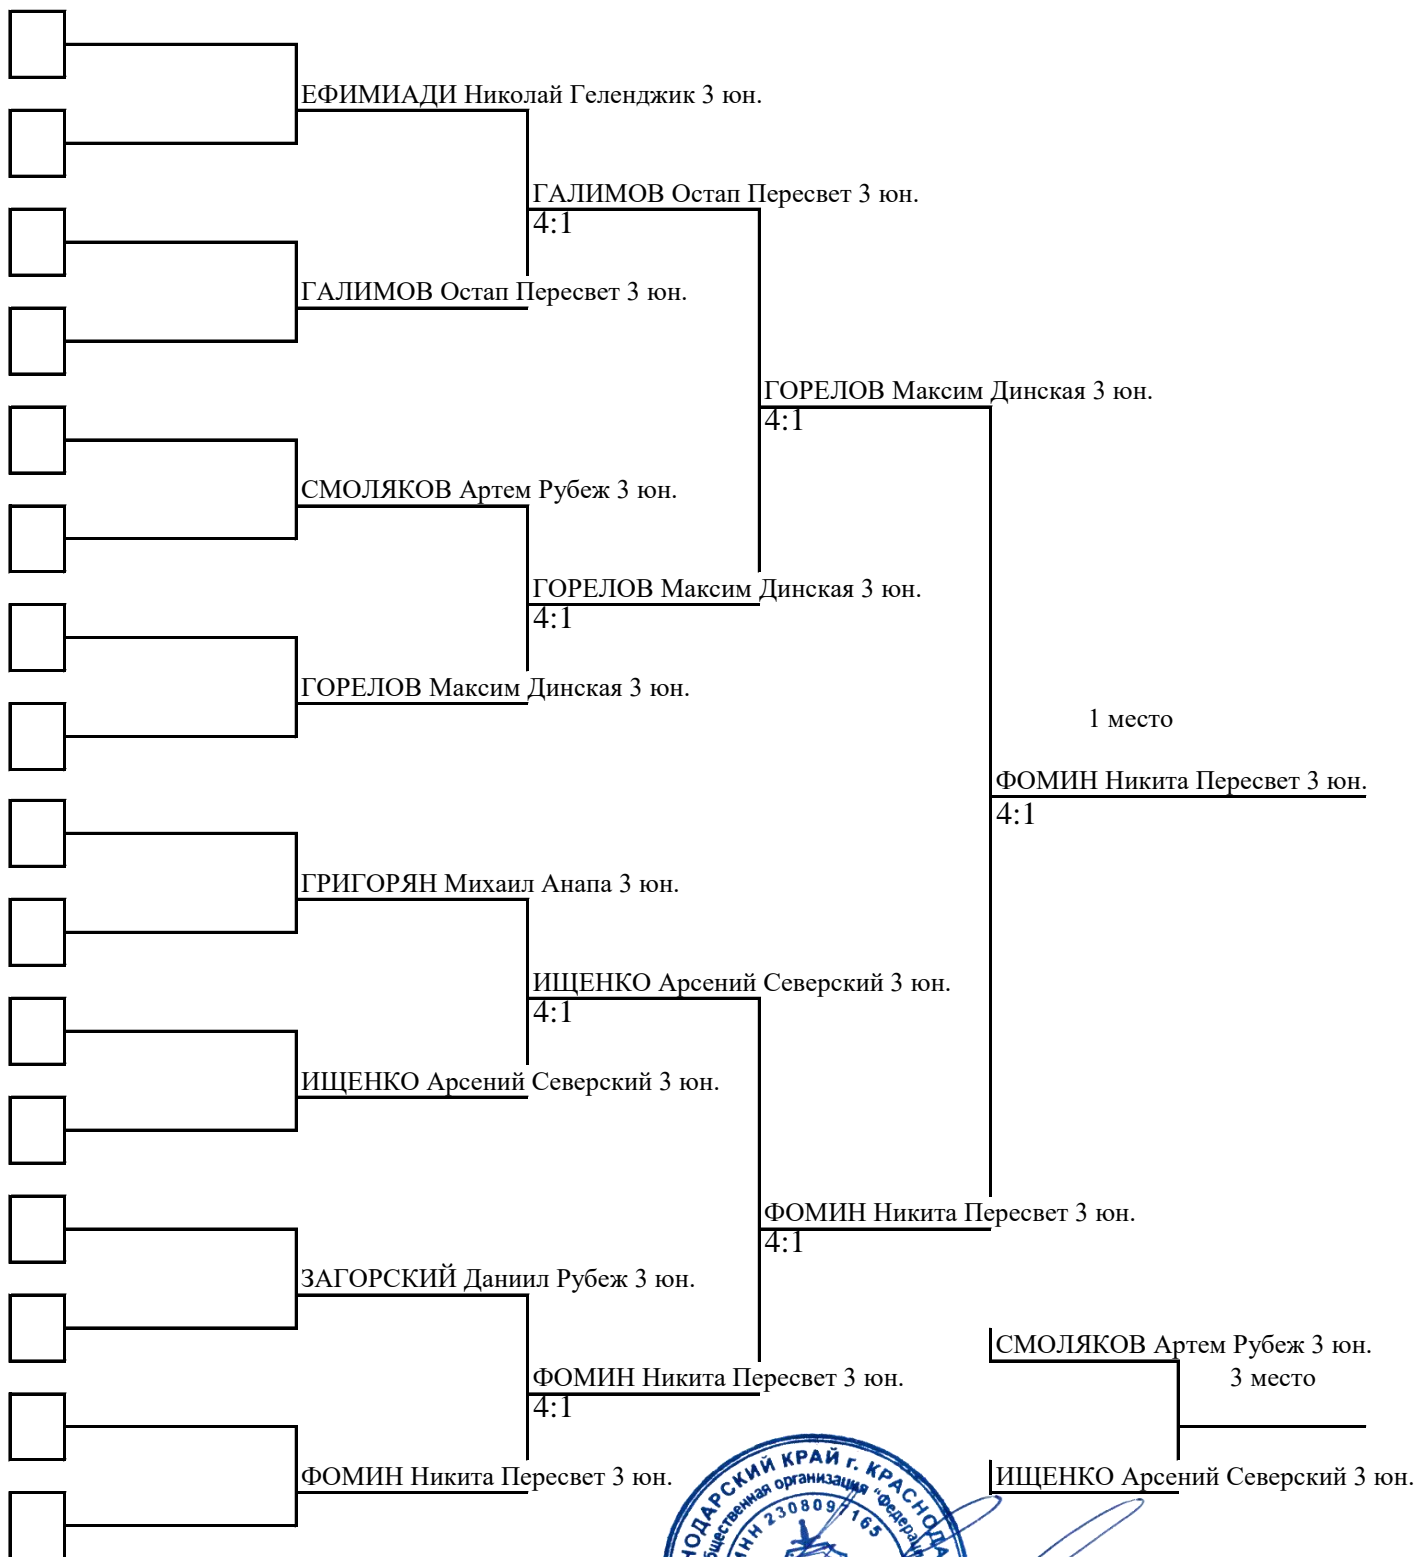 ЕФИМИАДИ Николай Геленджик 3 юн.
ГАЛИМОВ Остап Пересвет 3 юн.
4:1
ГАЛИМОВ Остап Пересвет 3 юн.
ГОРЕЛОВ Максим Динская 3 юн.
4:1
СМОЛЯКОВ Артем Рубеж 3 юн.
ГОРЕЛОВ Максим Динская 3 юн.
4:1
ГОРЕЛОВ Максим Динская 3 юн.
1 место
ФОМИН Никита Пересвет 3 юн.
4:1
ГРИГОРЯН Михаил Анапа 3 юн.
ИЩЕНКО Арсений Северский 3 юн.
4:1
ИЩЕНКО Арсений Северский 3 юн.
ФОМИН Никита Пересвет 3 юн.
4:1
ЗАГОРСКИЙ Даниил Рубеж 3 юн.
СМОЛЯКОВ Артем Рубеж 3 юн.
3 место
ФОМИН Никита Пересвет 3 юн.
4:1
ФОМИН Никита Пересвет 3 юн.
ИЩЕНКО Арсений Северский 3 юн.
КРАЙ г.
организация
ИНН 2308097165